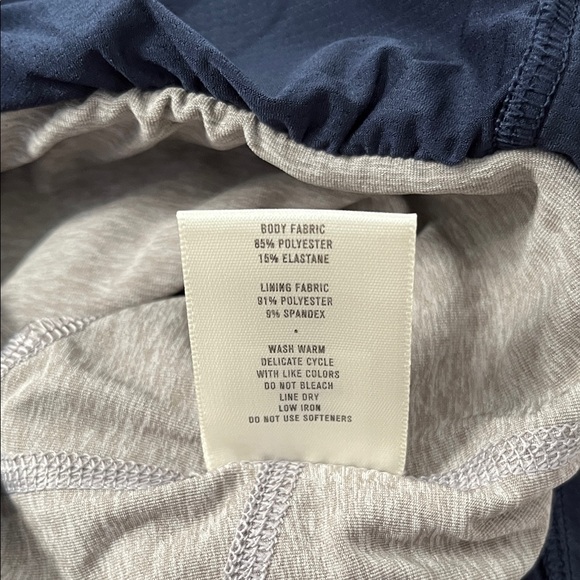 BODY FABRIC
85% POLYESTER
15% ELASTANE
LINING FABRIC
91% POLYESTER
9% SPANDEX
•
WASH WARM
DELICATE CYCLE
WITH LIKE COLORS
DO NOT BLEACH
LINE DRY
LOW IRON
DO NOT USE SOFTENERS